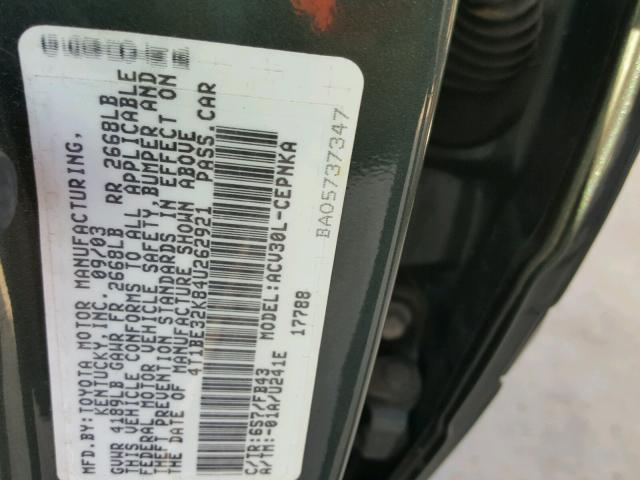 MFD.BY:TOYOTA MOTOR MANUFACTURING,
KENTUCKY,INC. 09/03
GVWR 4189LB GAWR FR 2668LB RR 2668LB
THIS VEHICLE CONFORMS TO ALL APPLICABLE
FEDERAL MOTOR VEHICLE SAFETY,BUMPER AND
THEFT PREVENTION STANDARDS IN EFFECT ON
THE DATE OF MANUFACTURE SHOWN ABOVE
4T1BE32K84U262921 PASS.CAR
C/TR:6S7/FB43 MODEL:ACV30L-CEPNKA
A/TM:-01A/U241E 17788
BA05737347